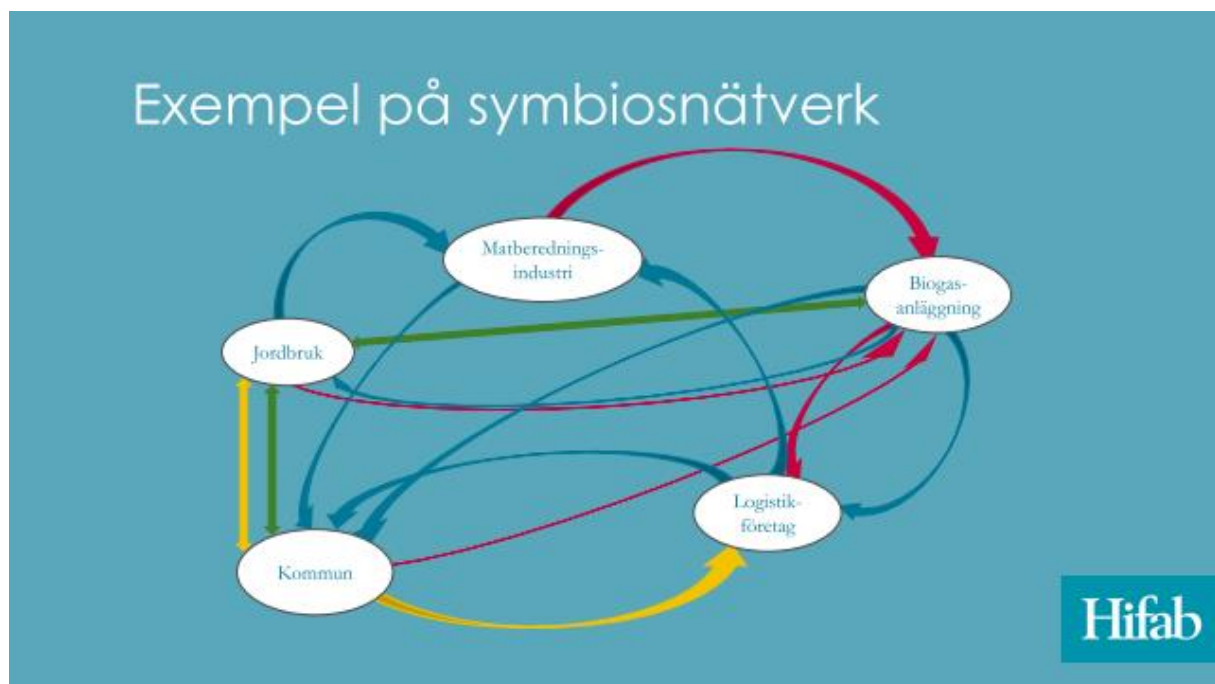 Exempel på symbiosnätverk
Matberednings-
industri
Biogas-
anläggning
Jordbruk
Logistik-
företag
Kommun
Hifab